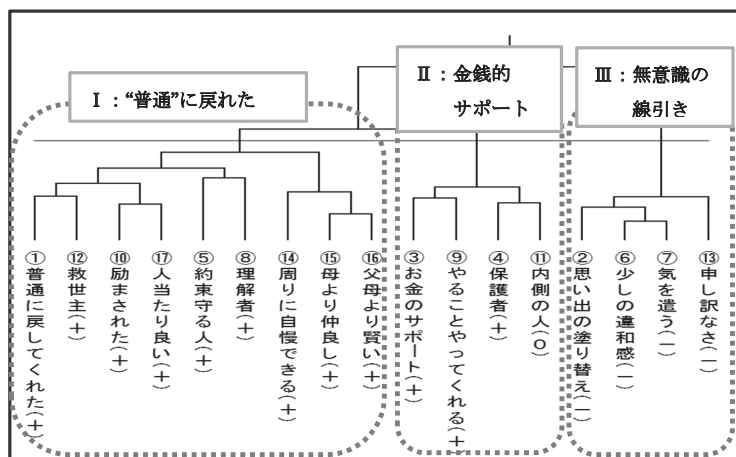 Ⅰ：“普通”に戻れた
Ⅱ：金銭的
サポート
Ⅲ：無意識の
線引き
①普通に戻してくれた(＋)
⑫救世主(＋)
⑩励まされた(＋)
⑰人当たり良い(＋)
⑤約束守る人(＋)
⑧理解者(＋)
⑭周りに自慢できる(＋)
⑮母より仲良し(＋)
⑯父母より賢い(＋)
③お金のサポート(＋)
⑨やることやってくれる(＋)
④保護者(＋)
⑪内側の人(０)
②思い出の塗り替え(－)
⑥少しの違和感(－)
⑦気を遣う(－)
⑬申し訳なさ(－)